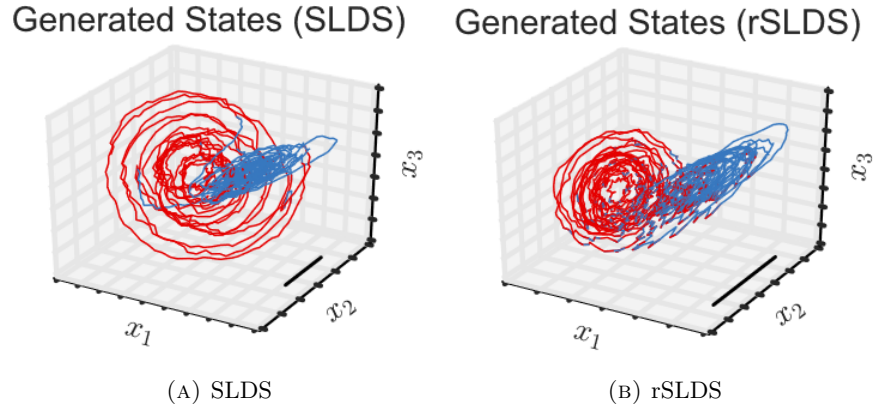 Generated States (SLDS)
x₁
x₂
x₃
(A) SLDS
Generated States (rSLDS)
x₁
x₂
x₃
(B) rSLDS